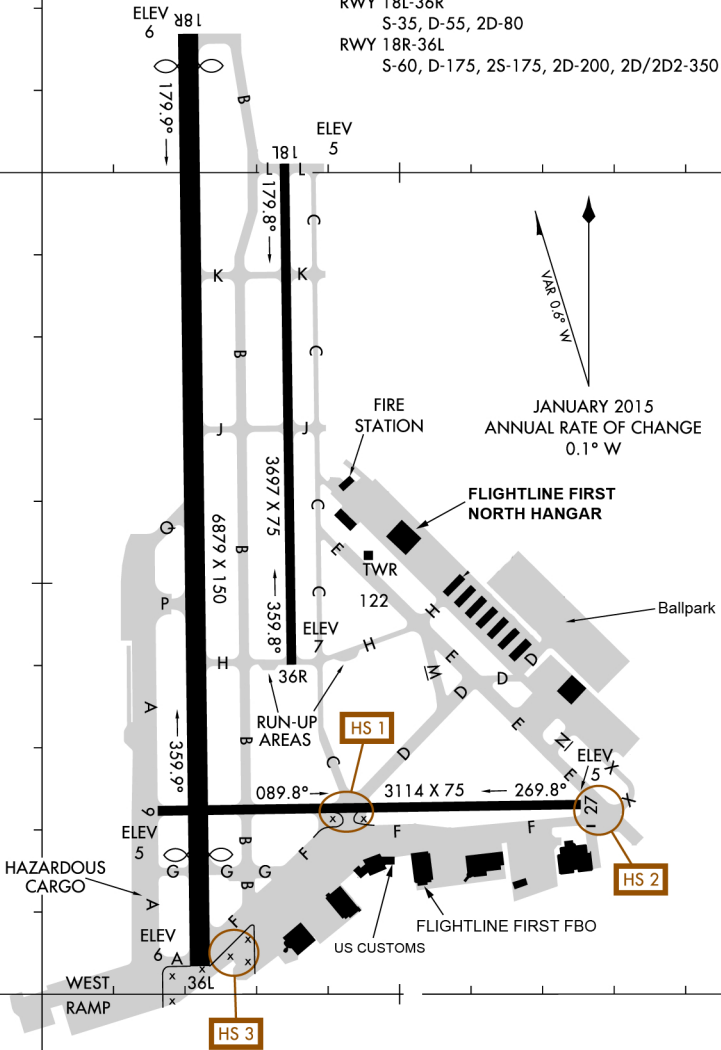 RWY 18L-36R
S-35, D-55, 2D-80
RWY 18R-36L
S-60, D-175, 2S-175, 2D-200, 2D/2D2-350
ELEV
6
18R
179.9°
B
ELEV
5
18L
L
L
179.8°
C
K
K
VAR 0.6° W
B
C
JANUARY 2015
ANNUAL RATE OF CHANGE
0.1° W
FIRE
STATION
J
J
3697 X 75
C
FLIGHTLINE FIRST
NORTH HANGAR
Q
6879 X 150
B
E
TWR
122
P
359.8°
C
H
Ballpark
ELEV
7
H
H
E
D
36R
M
D
D
A
RUN-UP
AREAS
E
359.9°
B
HS 1
C
D
N
E
ELEV
5
X
X
089.8°
3114 X 75
269.8°
9
27
I
x
x
F
F
ELEV
5
B
F
HAZARDOUS
CARGO
G
G
G
B
HS 2
A
F
FLIGHTLINE FIRST FBO
US CUSTOMS
ELEV
6
A
x
x
x
x
x
x
36L
WEST
RAMP
HS 3